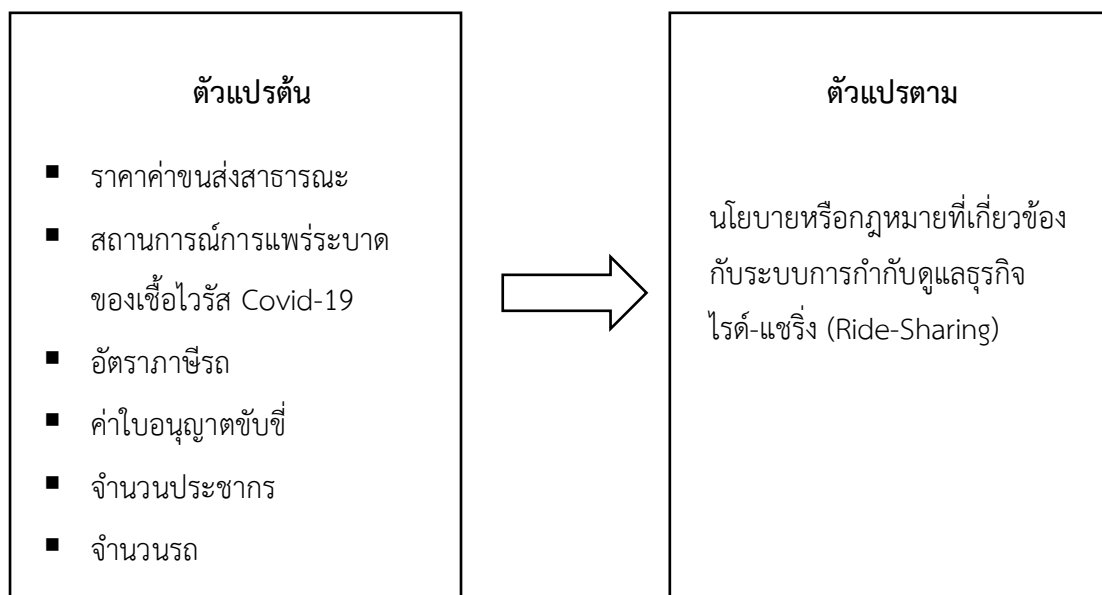 ตัวแปรต้น
▪ ราคาค่าขนส่งสาธารณะ
▪ สถานการณ์การแพร่ระบาด
ของเชื้อไวรัส Covid-19
▪ อัตราภาษีรถ
▪ ค่าใบอนุญาตขับขี่
▪ จำนวนประชากร
▪ จำนวนรถ
ตัวแปรตาม
นโยบายหรือกฎหมายที่เกี่ยวข้อง
กับระบบการกำกับดูแลธุรกิจ
ไรด์-แชริ่ง (Ride-Sharing)